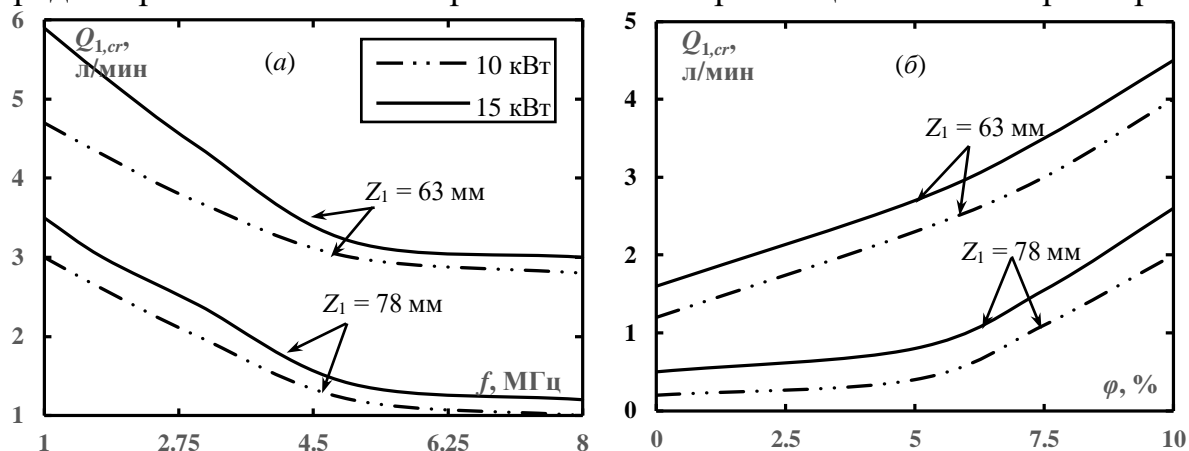 6
5
4
3
2
1
Q1,cr,
л/мин
(а)
10 кВт
15 кВт
Z1 = 63 мм
Z1 = 78 мм
f, МГц
1 2.75 4.5 6.25 8
5
4
3
2
1
0
Q1,cr,
л/мин
(б)
Z1 = 63 мм
Z1 = 78 мм
φ, %
0 2.5 5 7.5 10